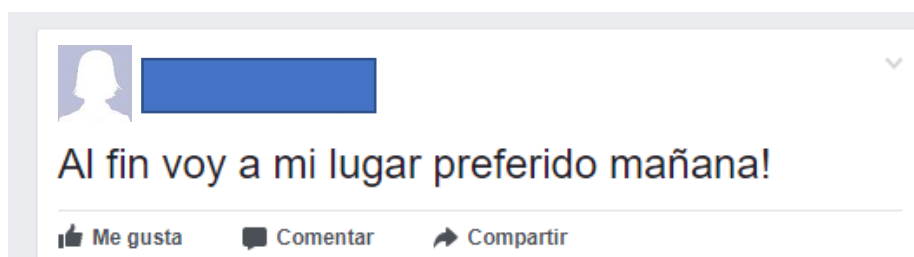 Al fin voy a mi lugar preferido mañana!
Me gusta Comentar Compartir